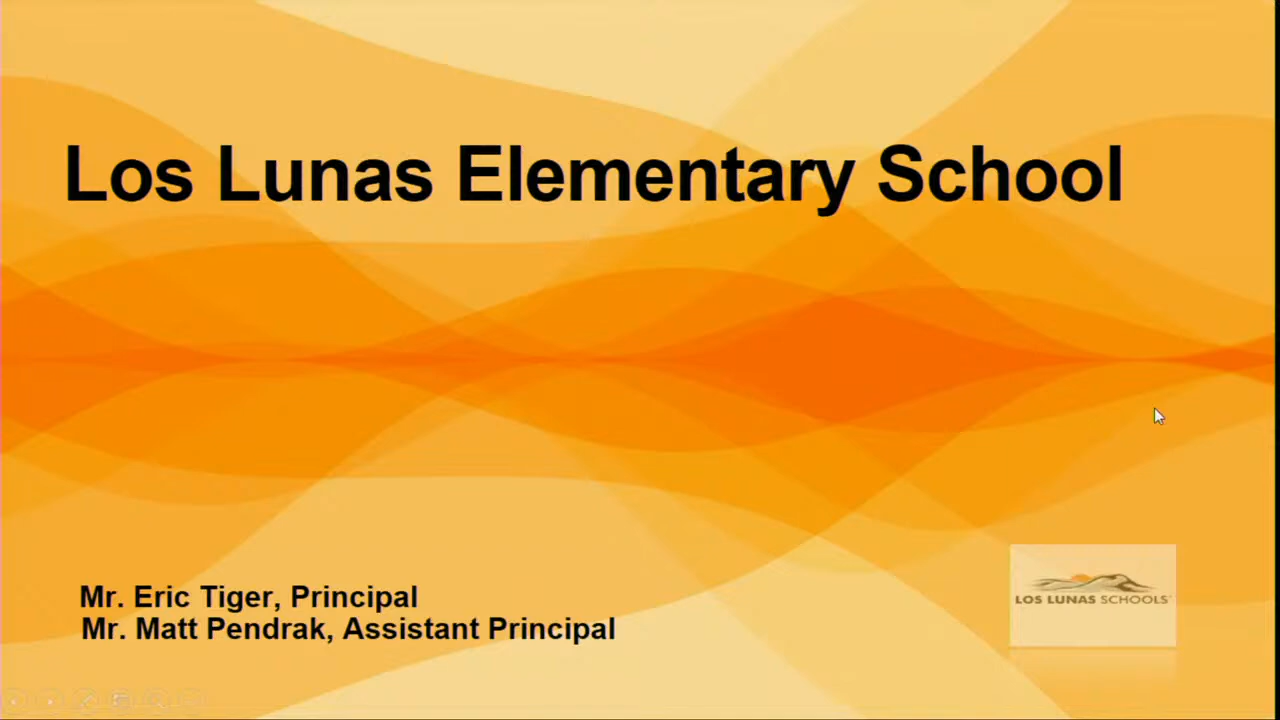 Los Lunas Elementary School
Mr. Eric Tiger, Principal
Mr. Matt Pendrak, Assistant Principal
LOS LUNAS SCHOOLS